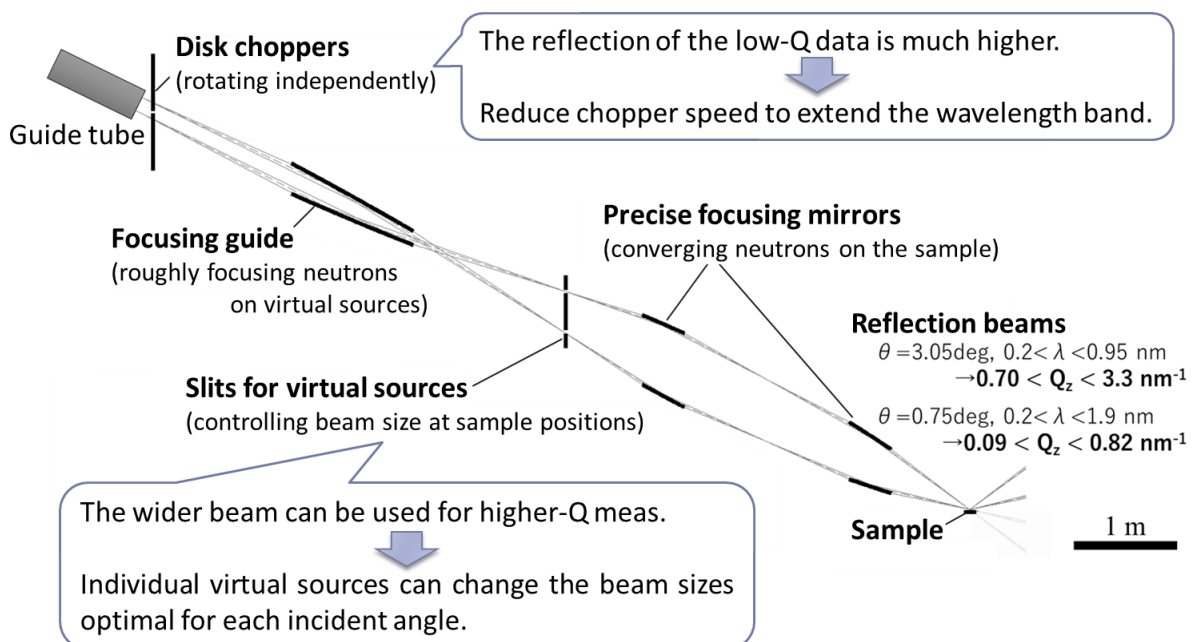 Disk choppers
(rotating independently)
Guide tube
The reflection of the low-Q data is much higher.
Reduce chopper speed to extend the wavelength band.
Focusing guide
(roughly focusing neutrons
on virtual sources)
Precise focusing mirrors
(converging neutrons on the sample)
Slits for virtual sources
(controlling beam size at sample positions)
Reflection beams
θ =3.05deg, 0.2< λ <0.95 nm
→0.70 < Qz < 3.3 nm-1
θ =0.75deg, 0.2< λ <1.9 nm
→0.09 < Qz < 0.82 nm-1
The wider beam can be used for higher-Q meas.
Individual virtual sources can change the beam sizes
optimal for each incident angle.
Sample
1 m